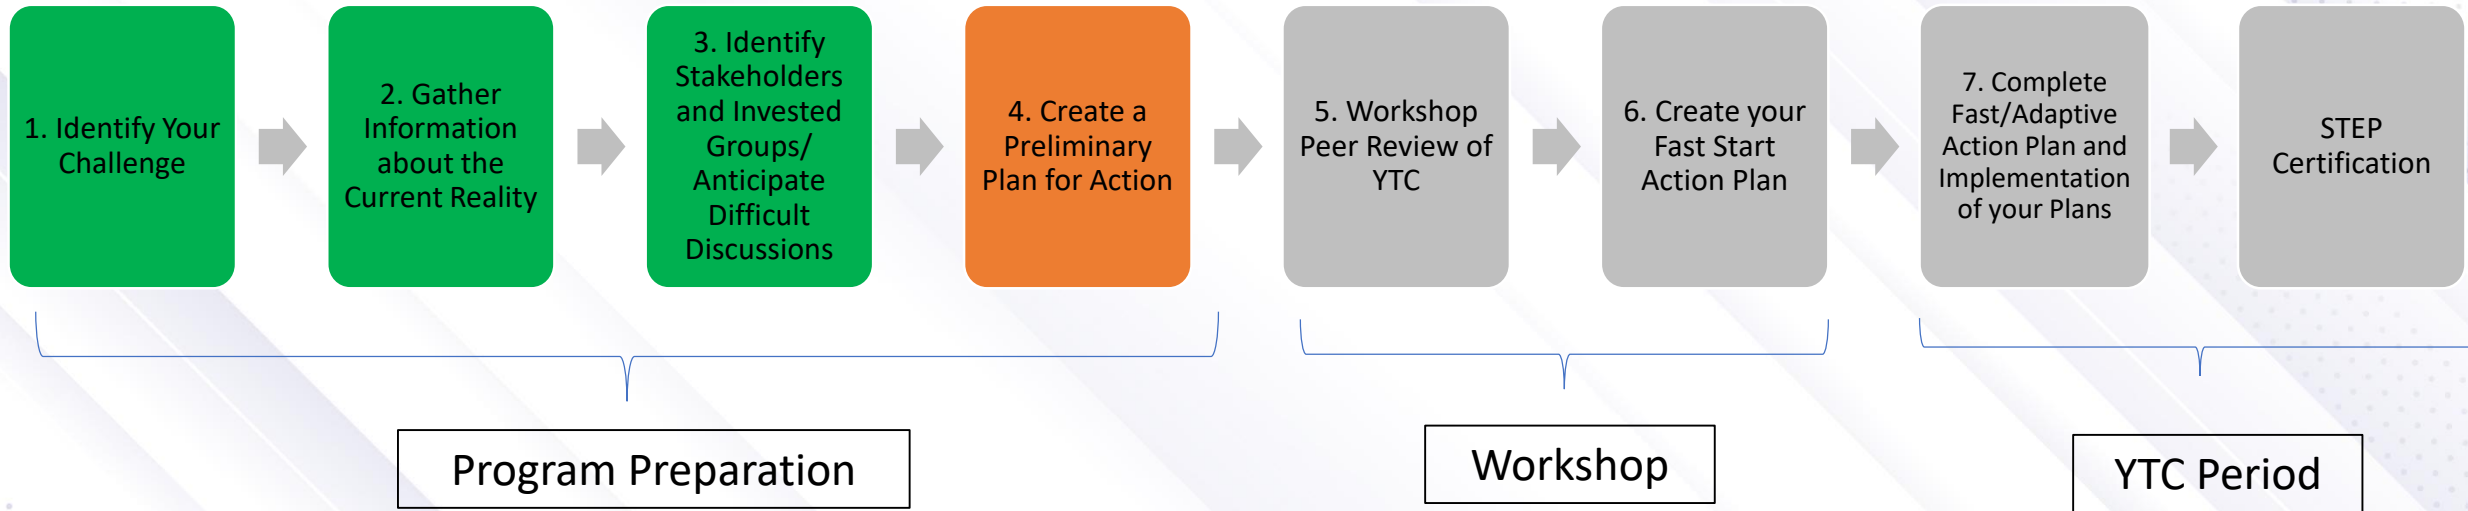 1. Identify Your
Challenge
2. Gather
Information
about the
Current Reality
3. Identify
Stakeholders
and Invested
Groups/
Anticipate
Difficult
Discussions
4. Create a
Preliminary
Plan for Action
5. Workshop
Peer Review of
YTC
6. Create your
Fast Start
Action Plan
7. Complete
Fast/Adaptive
Action Plan and
Implementation
of your Plans
STEP
Certification
Program Preparation
Workshop
YTC Period